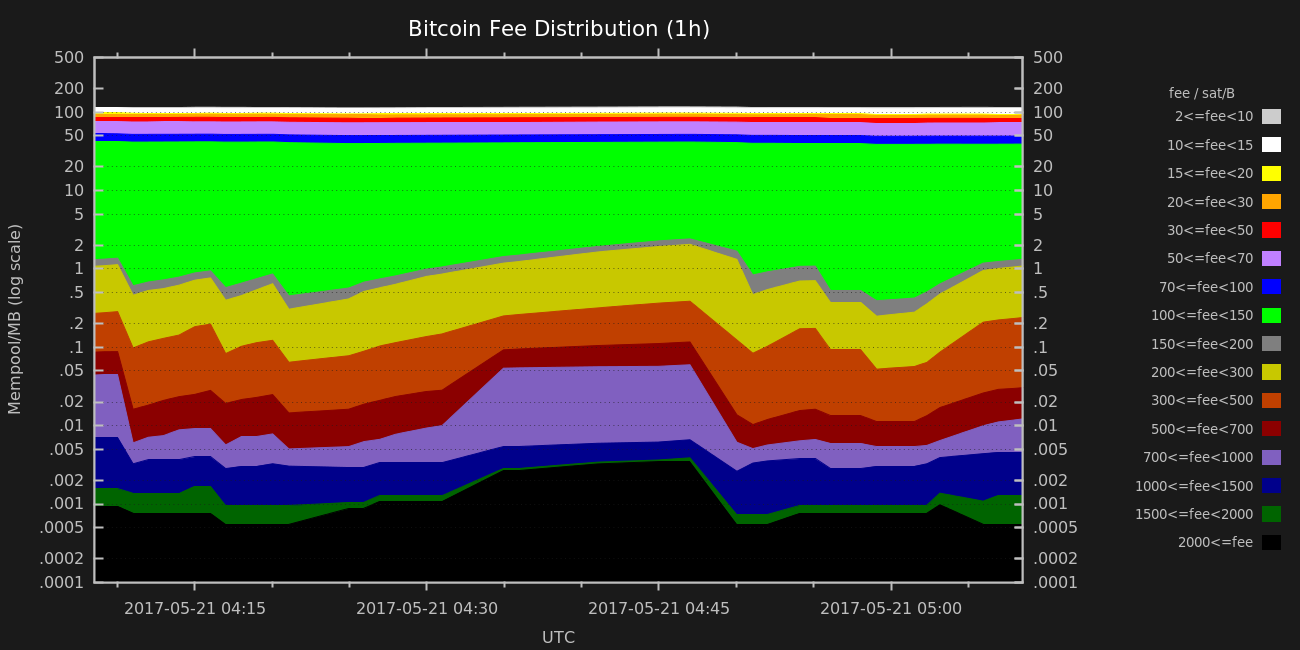 Bitcoin Fee Distribution (1h)
Mempool/MB (log scale)
500
200
100
50
20
10
5
2
1
.5
.2
.1
.05
.02
.01
.005
.002
.001
.0005
.0002
.0001
500
200
100
50
20
10
5
2
1
.5
.2
.1
.05
.02
.01
.005
.002
.001
.0005
.0002
.0001
2017-05-21 04:15 2017-05-21 04:30 2017-05-21 04:45 2017-05-21 05:00
UTC
fee / sat/B
2<=fee<10
10<=fee<15
15<=fee<20
20<=fee<30
30<=fee<50
50<=fee<70
70<=fee<100
100<=fee<150
150<=fee<200
200<=fee<300
300<=fee<500
500<=fee<700
700<=fee<1000
1000<=fee<1500
1500<=fee<2000
2000<=fee